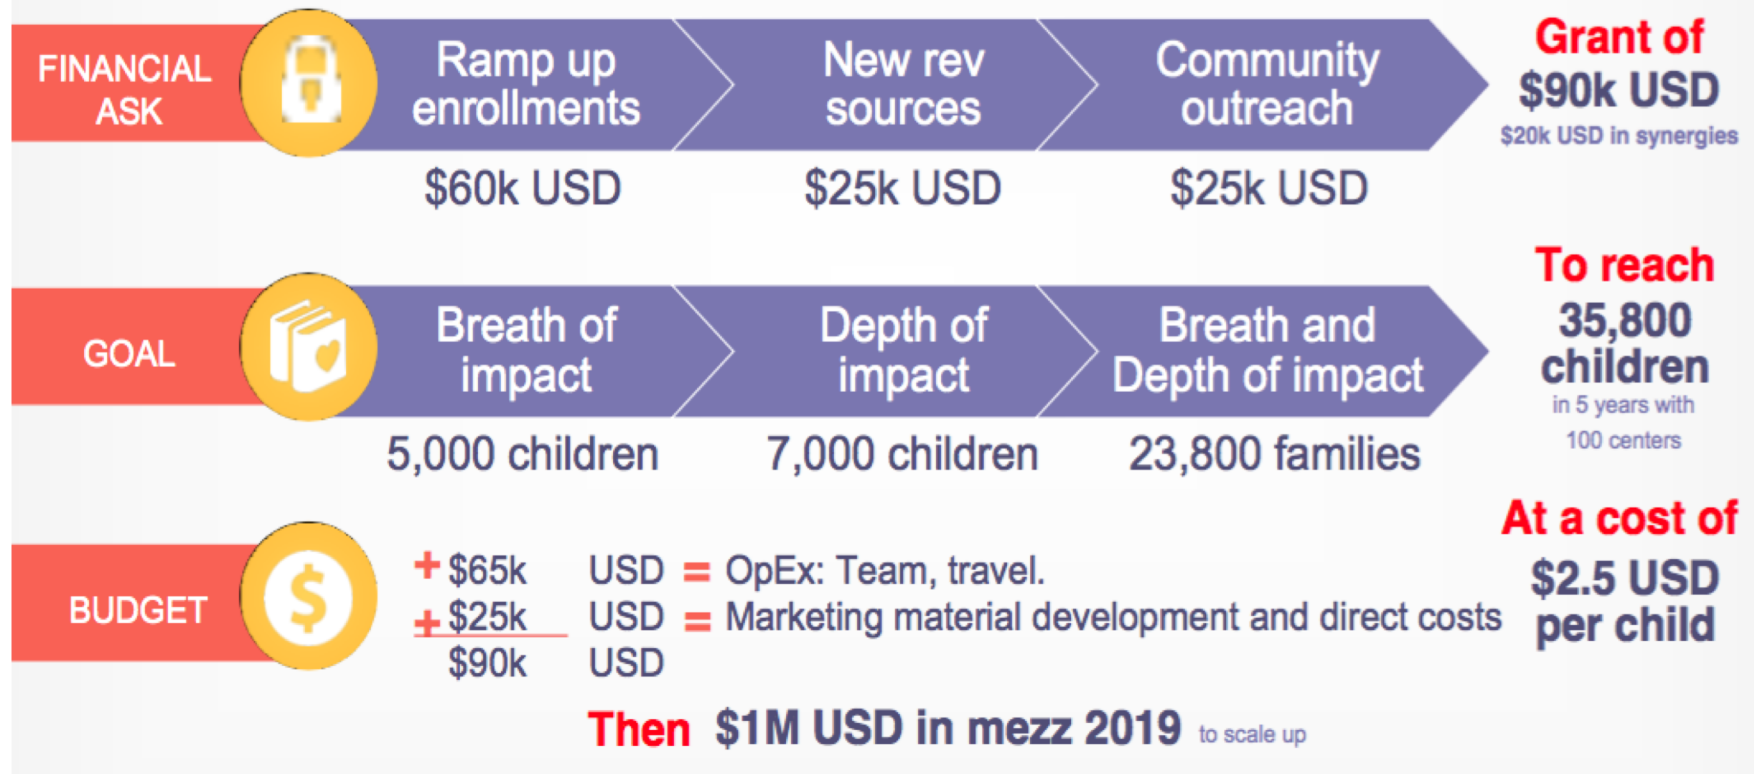 FINANCIAL
ASK
Ramp up
enrollments
New rev
sources
Community
outreach
Grant of
$90k USD
$20k USD in synergies
$60k USD
$25k USD
$25k USD
GOAL
Breath of
impact
Depth of
impact
Breath and
Depth of impact
To reach
35,800
children
in 5 years with
100 centers
5,000 children
7,000 children
23,800 families
BUDGET
$
+ $65k USD = OpEx: Team, travel.
+ $25k USD = Marketing material development and direct costs
$90k USD
At a cost of
$2.5 USD
per child
Then $1M USD in mezz 2019 to scale up